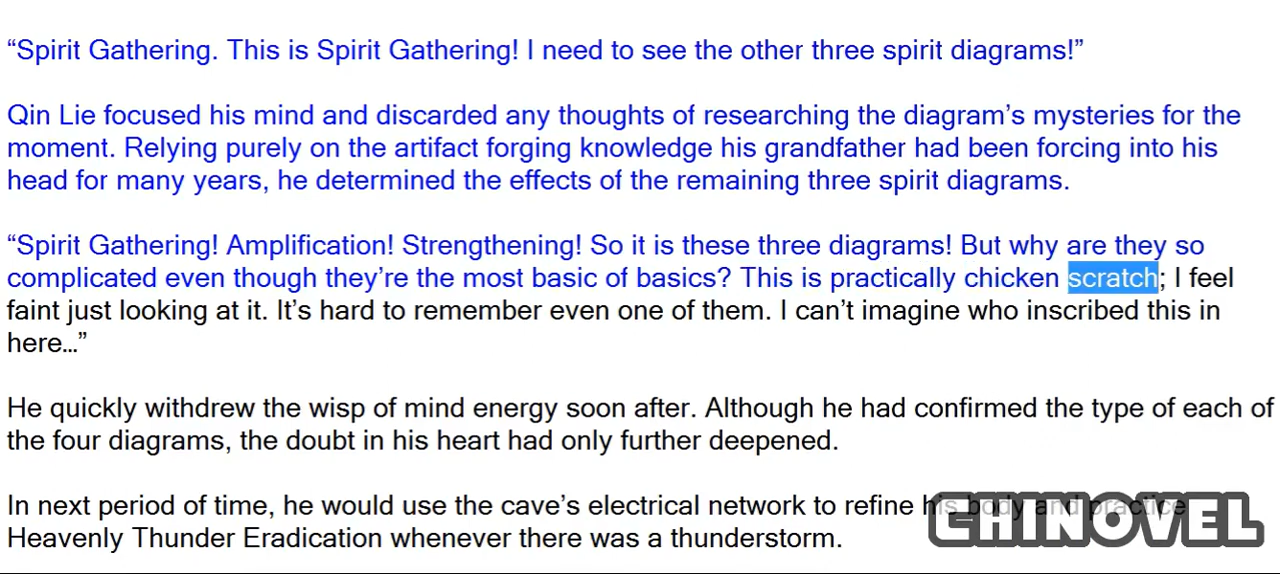 “Spirit Gathering. This is Spirit Gathering! I need to see the other three spirit diagrams!”
Qin Lie focused his mind and discarded any thoughts of researching the diagram’s mysteries for the
moment. Relying purely on the artifact forging knowledge his grandfather had been forcing into his
head for many years, he determined the effects of the remaining three spirit diagrams.
“Spirit Gathering! Amplification! Strengthening! So it is these three diagrams! But why are they so
complicated even though they’re the most basic of basics? This is practically chicken scratch; I feel
faint just looking at it. It’s hard to remember even one of them. I can’t imagine who inscribed this in
here…”
He quickly withdrew the wisp of mind energy soon after. Although he had confirmed the type of each of
the four diagrams, the doubt in his heart had only further deepened.
In next period of time, he would use the cave’s electrical network to refine his body and practice
Heavenly Thunder Eradication whenever there was a thunderstorm.
CHINOVEL